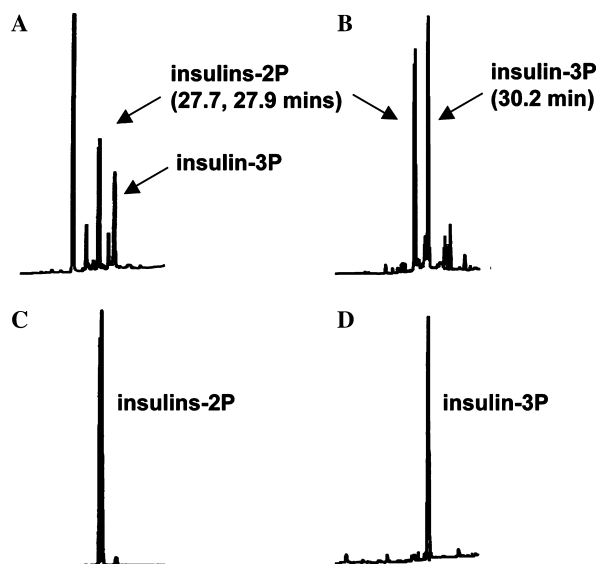 A
B
insulins-2P
(27.7, 27.9 mins)
insulin-3P
(30.2 min)
insulin-3P
C
D
insulins-2P
insulin-3P